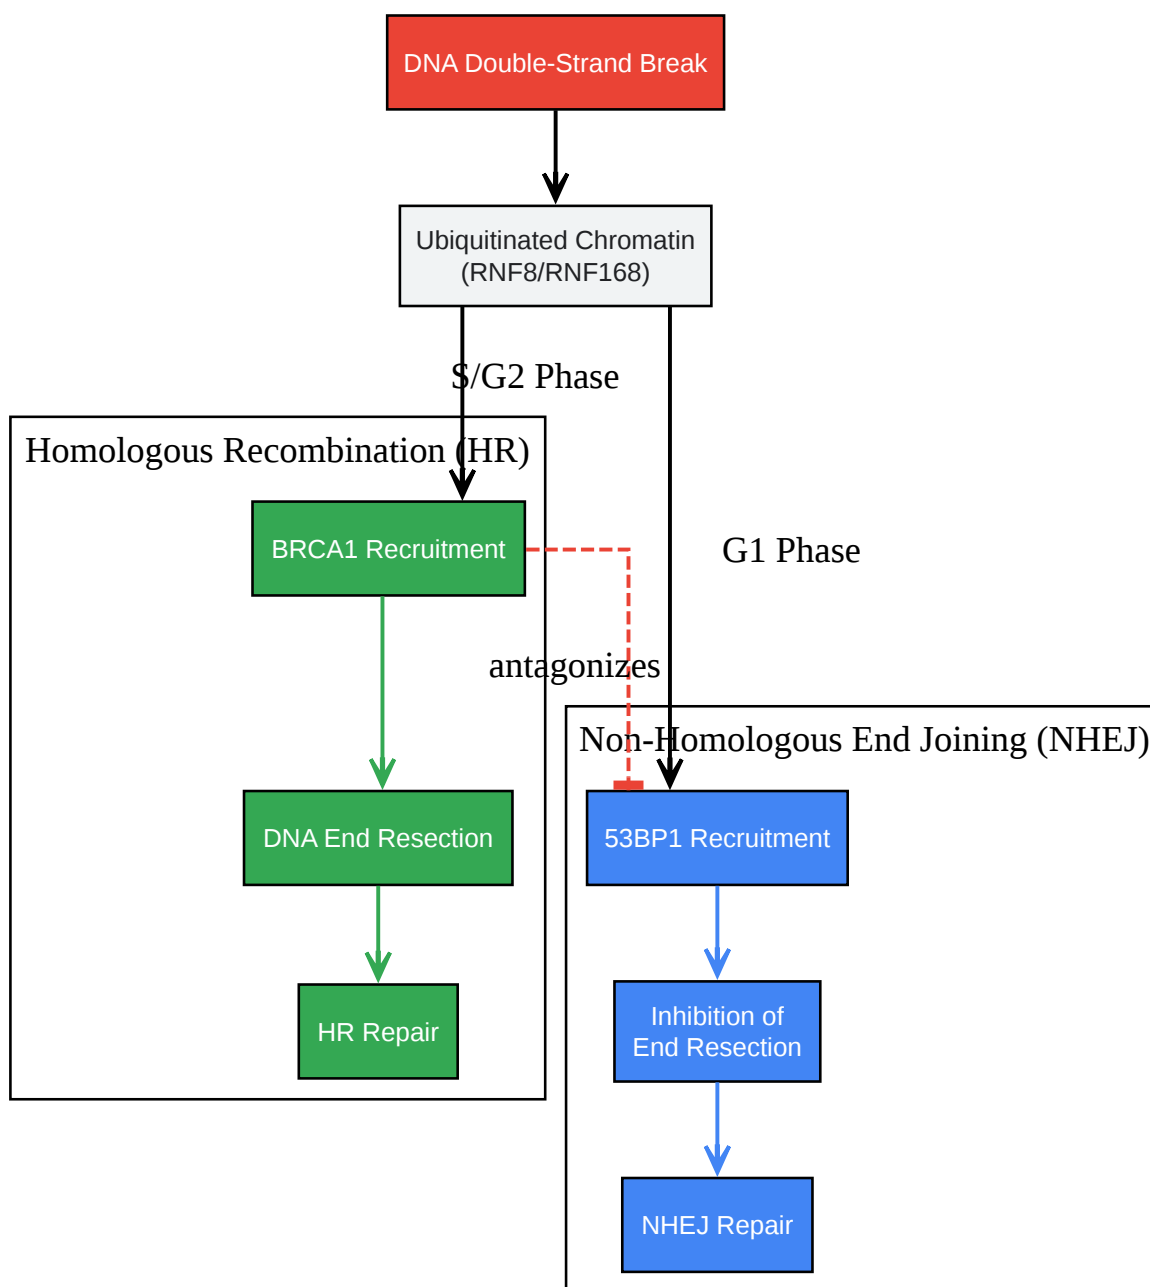 DNA Double-Strand Break
Ubiquitinated Chromatin
(RNF8/RNF168)
S/G2 Phase
Homologous Recombination (HR)
BRCA1 Recruitment
G1 Phase
antagonizes
Non-Homologous End Joining (NHEJ)
DNA End Resection
53BP1 Recruitment
HR Repair
Inhibition of
End Resection
NHEJ Repair